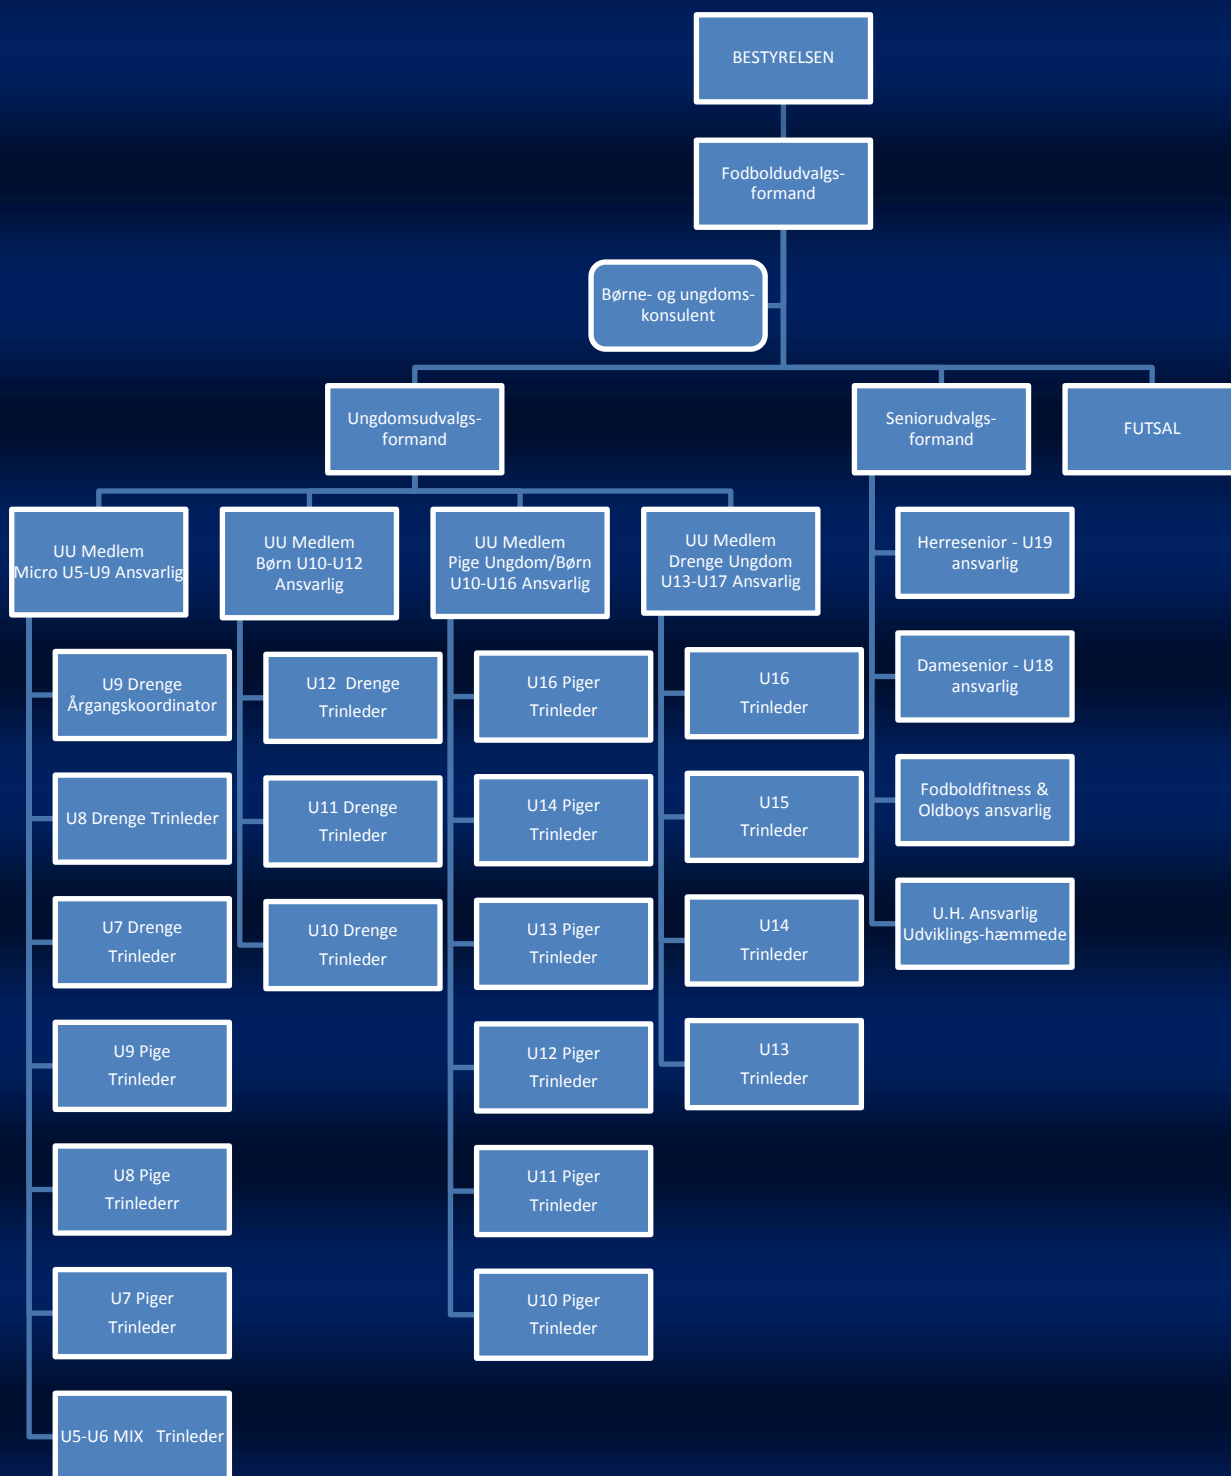 BESTYRELSEN
Fodboldudvalgs-
formand
Børne- og ungdoms-
konsulent
Ungdomsudvalgs-
formand
Seniorudvalgs-
formand
FUTSAL
UU Medlem
Micro U5-U9 Ansvarlig
UU Medlem
Børn U10-U12
Ansvarlig
UU Medlem
Pige Ungdom/Børn
U10-U16 Ansvarlig
UU Medlem
Drenge Ungdom
U13-U17 Ansvarlig
U9 Drenge
Årgangskoordinator
U8 Drenge Trinleder
U7 Drenge
Trinleder
U9 Pige
Trinleder
U8 Pige
Trinlederr
U7 Piger
Trinleder
U5-U6 MIX   Trinleder
U12  Drenge
Trinleder
U11 Drenge
Trinleder
U10 Drenge
Trinleder
U16 Piger
Trinleder
U14 Piger
Trinleder
U13 Piger
Trinleder
U12 Piger
Trinleder
U11 Piger
Trinleder
U10 Piger
Trinleder
U16
Trinleder
U15
Trinleder
U14
Trinleder
U13
Trinleder
Herresenior - U19
ansvarlig
Damesenior - U18
ansvarlig
Fodboldfitness &
Oldboys ansvarlig
U.H. Ansvarlig
Udviklings-hæmmede